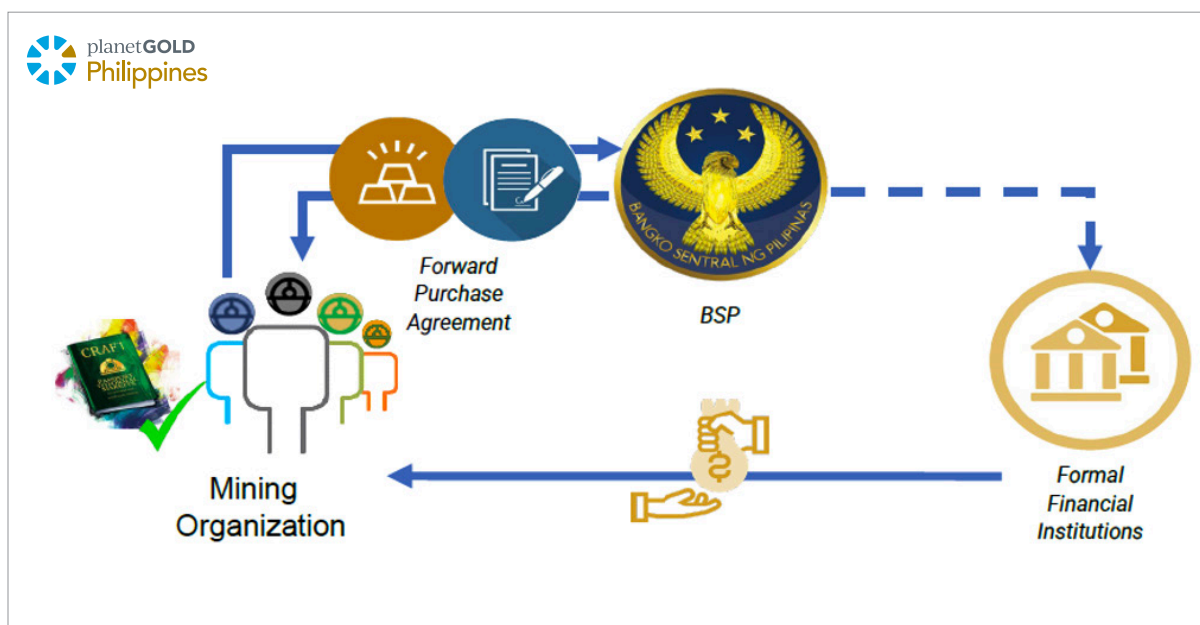 planetGOLD
Philippines
BANGKO SENTRAL NG PILIPINAS
Forward
Purchase
Agreement
BSP
CRAFT
$
Mining
Organization
Formal
Financial
Institutions